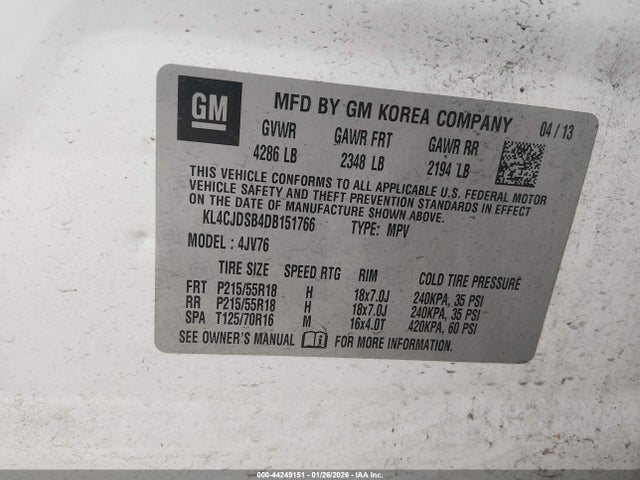 GM
MFD BY GM KOREA COMPANY 04 / 13
GVWR GAWR FRT GAWR RR
4286 LB 2348 LB 2194 LB
THIS VEHICLE CONFORMS TO ALL APPLICABLE U.S. FEDERAL MOTOR
VEHICLE SAFETY AND THEFT PREVENTION STANDARDS IN EFFECT
ON THE DATE OF MANUFACTURE SHOWN ABOVE.
KL4CJDSB4DB151766 TYPE: MPV
MODEL : 4JV76
TIRE SIZE SPEED RTG RIM COLD TIRE PRESSURE
FRT P215/55R18 H 18x7.0J 240KPA, 35 PSI
RR P215/55R18 H 18x7.0J 240KPA, 35 PSI
SPA T125/70R16 M 16x4.0T 420KPA, 60 PSI
SEE OWNER'S MANUAL FOR MORE INFORMATION.
000-44249151 - 01/26/2026 - IAA Inc.